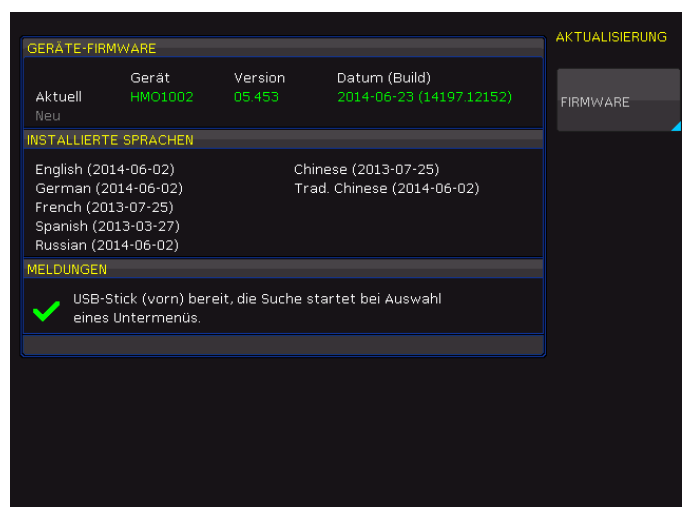 AKTUALISIERUNG
GERÄTE-FIRMWARE
Gerät Version Datum (Build)
Aktuell HMO1002 05.453 2014-06-23 (14197.12152)
Neu
FIRMWARE
INSTALLIERTE SPRACHEN
English (2014-06-02) Chinese (2013-07-25)
German (2014-06-02) Trad. Chinese (2014-06-02)
French (2013-07-25)
Spanish (2013-03-27)
Russian (2014-06-02)
MELDUNGEN
USB-Stick (vorn) bereit, die Suche startet bei Auswahl
eines Untermenüs.